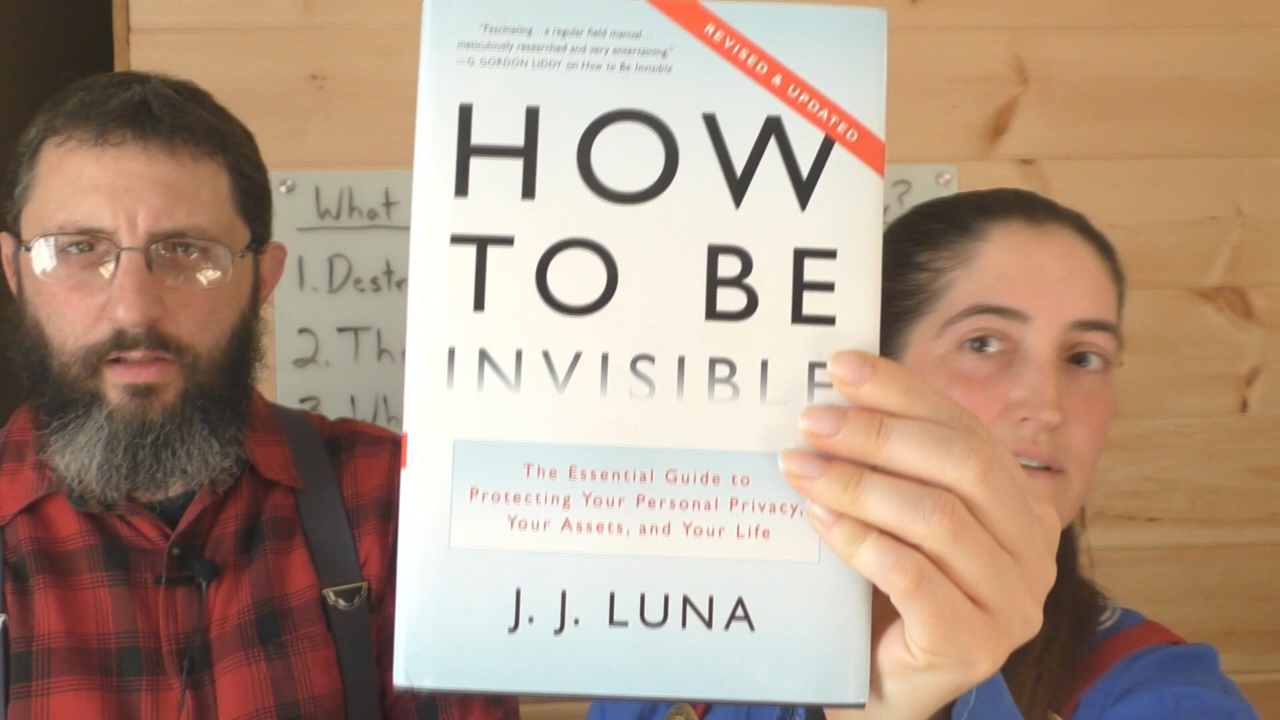 "Fascinating...a regular field manual...
meticulously researched and very entertaining."
—G. GORDON LIDDY on How to Be Invisible
REVISED & UPDATED
HOW
TO BE
INVISIBLE
The Essential Guide to
Protecting Your Personal Privacy,
Your Assets, and Your Life
J. J. LUNA
What
?
1. Destr
2. Th
3. Wh